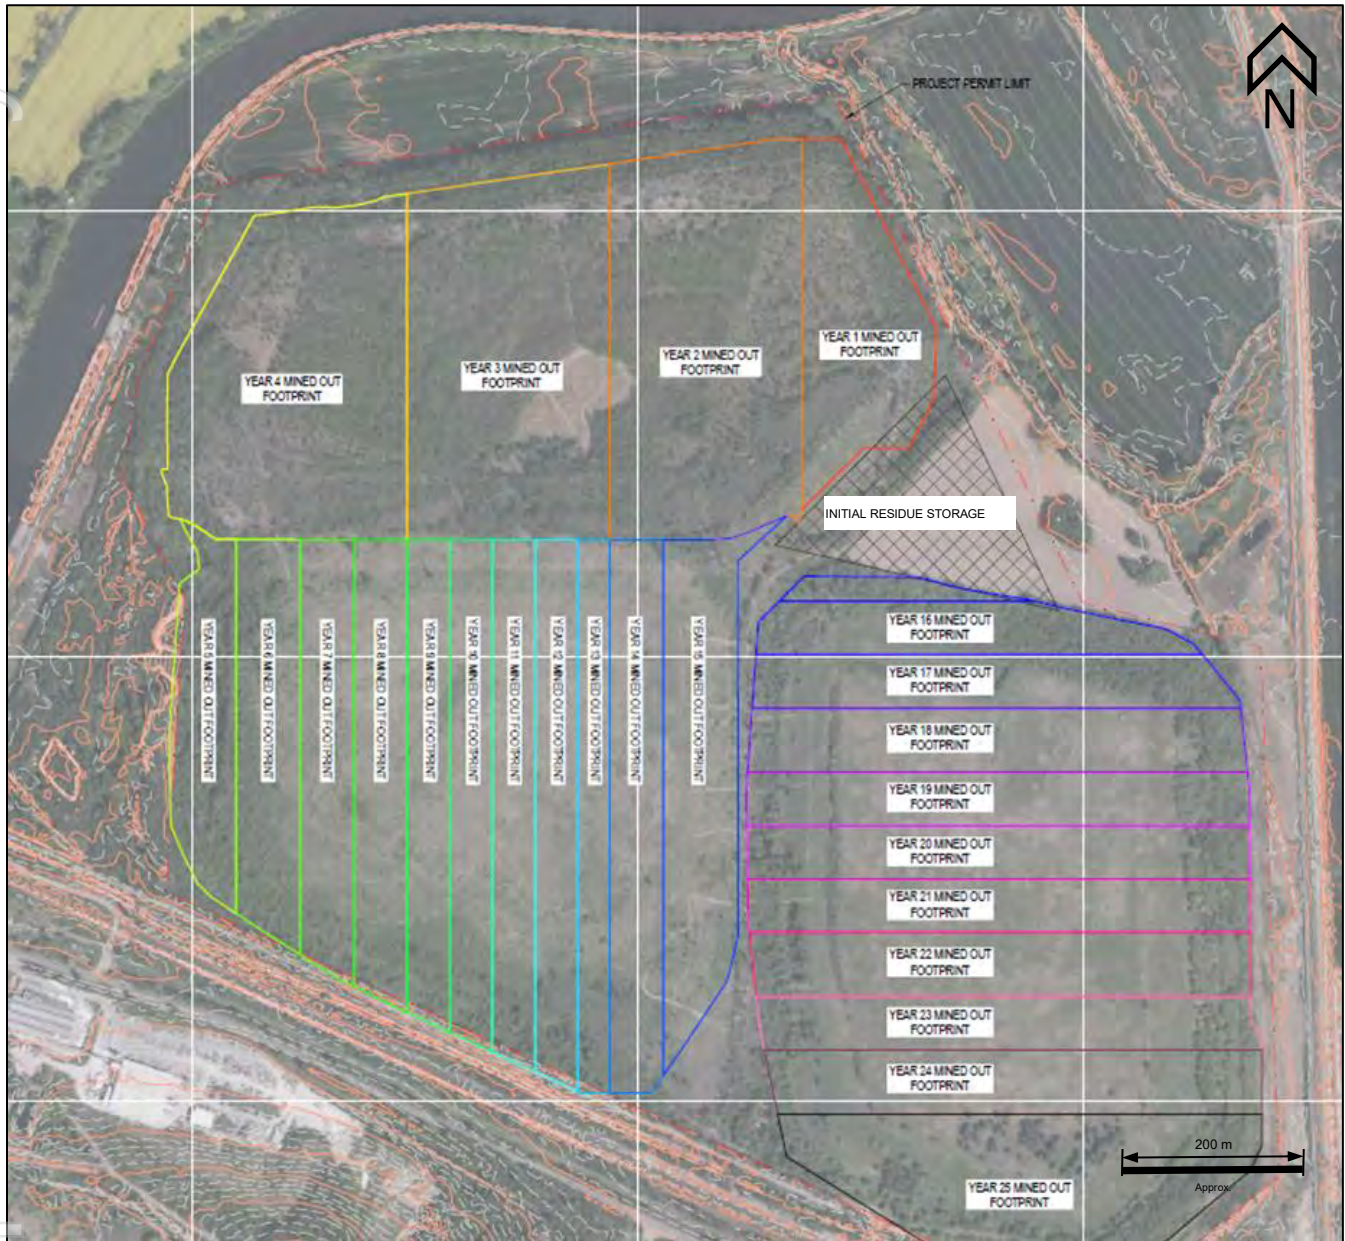 PROJECT PERMIT LIMIT
N
YEAR 1 MINED OUT
FOOTPRINT
YEAR 2 MINED OUT
FOOTPRINT
YEAR 3 MINED OUT
FOOTPRINT
YEAR 4 MINED OUT
FOOTPRINT
INITIAL RESIDUE STORAGE
YEAR 5 MINED OUT FOOTPRINT
YEAR 6 MINED OUT FOOTPRINT
YEAR 7 MINED OUT FOOTPRINT
YEAR 8 MINED OUT FOOTPRINT
YEAR 9 MINED OUT FOOTPRINT
YEAR 10 MINED OUT FOOTPRINT
YEAR 11 MINED OUT FOOTPRINT
YEAR 12 MINED OUT FOOTPRINT
YEAR 13 MINED OUT FOOTPRINT
YEAR 14 MINED OUT FOOTPRINT
YEAR 15 MINED OUT FOOTPRINT
YEAR 16 MINED OUT
FOOTPRINT
YEAR 17 MINED OUT
FOOTPRINT
YEAR 18 MINED OUT
FOOTPRINT
YEAR 19 MINED OUT
FOOTPRINT
YEAR 20 MINED OUT
FOOTPRINT
YEAR 21 MINED OUT
FOOTPRINT
YEAR 22 MINED OUT
FOOTPRINT
YEAR 23 MINED OUT
FOOTPRINT
YEAR 24 MINED OUT
FOOTPRINT
YEAR 25 MINED OUT
FOOTPRINT
200 m
Approx.